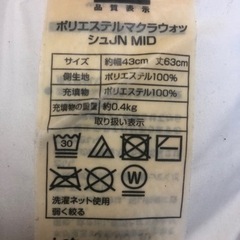 品質表示
ポリエステルマクラウォッ
シュJN MID
サイズ 約幅43cm 丈63cm
側生地 ポリエステル100%
充填物 ポリエステル100%
充填物の重量 約0.4kg
取り扱い表示
30
W
洗濯ネット使用
弱く絞る